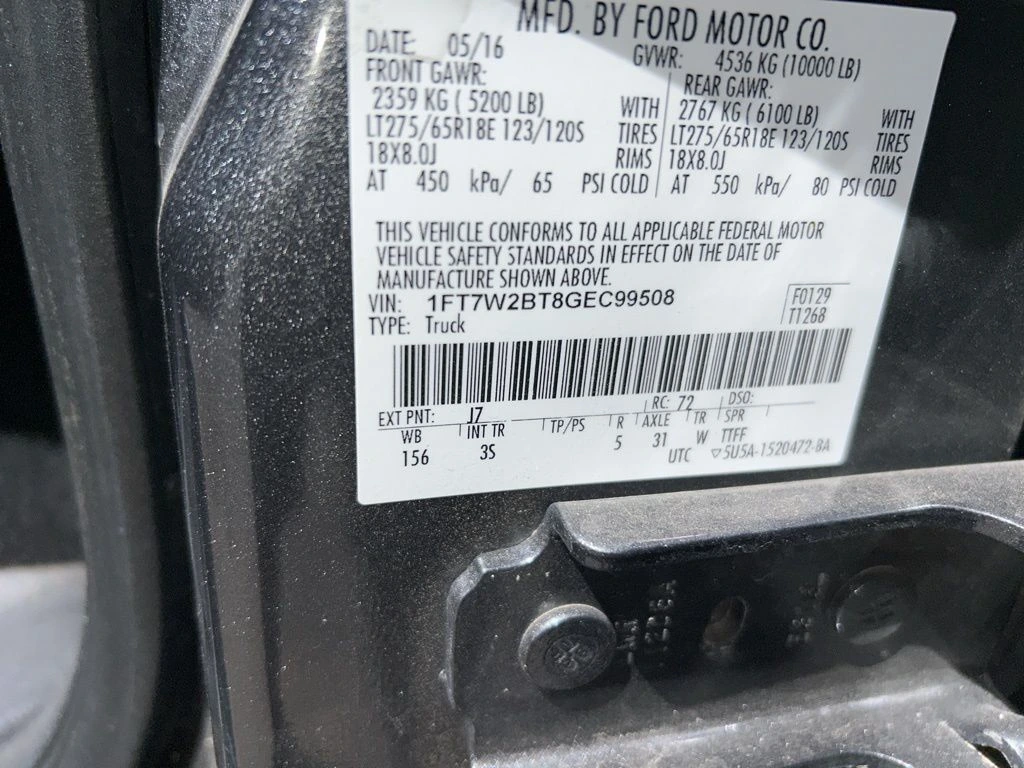 MFD. BY FORD MOTOR CO.
DATE: 05/16 GVWR: 4536 KG (10000 LB)
FRONT GAWR: REAR GAWR:
2359 KG ( 5200 LB) WITH 2767 KG ( 6100 LB) WITH
LT275/65R18E 123/120S TIRES LT275/65R18E 123/120S TIRES
18X8.0J RIMS 18X8.0J RIMS
AT 450 kPa/ 65 PSI COLD AT 550 kPa/ 80 PSI COLD
THIS VEHICLE CONFORMS TO ALL APPLICABLE FEDERAL MOTOR
VEHICLE SAFETY STANDARDS IN EFFECT ON THE DATE OF
MANUFACTURE SHOWN ABOVE.
VIN: 1FT7W2BT8GEC99508 F0129
TYPE: Truck T1268
EXT PNT: J7 RC: 72 DSO:
WB INT TR TP/PS R AXLE TR SPR
156 3S 5 31 W TTFF
UTC ▽5U5A-1520472-BA